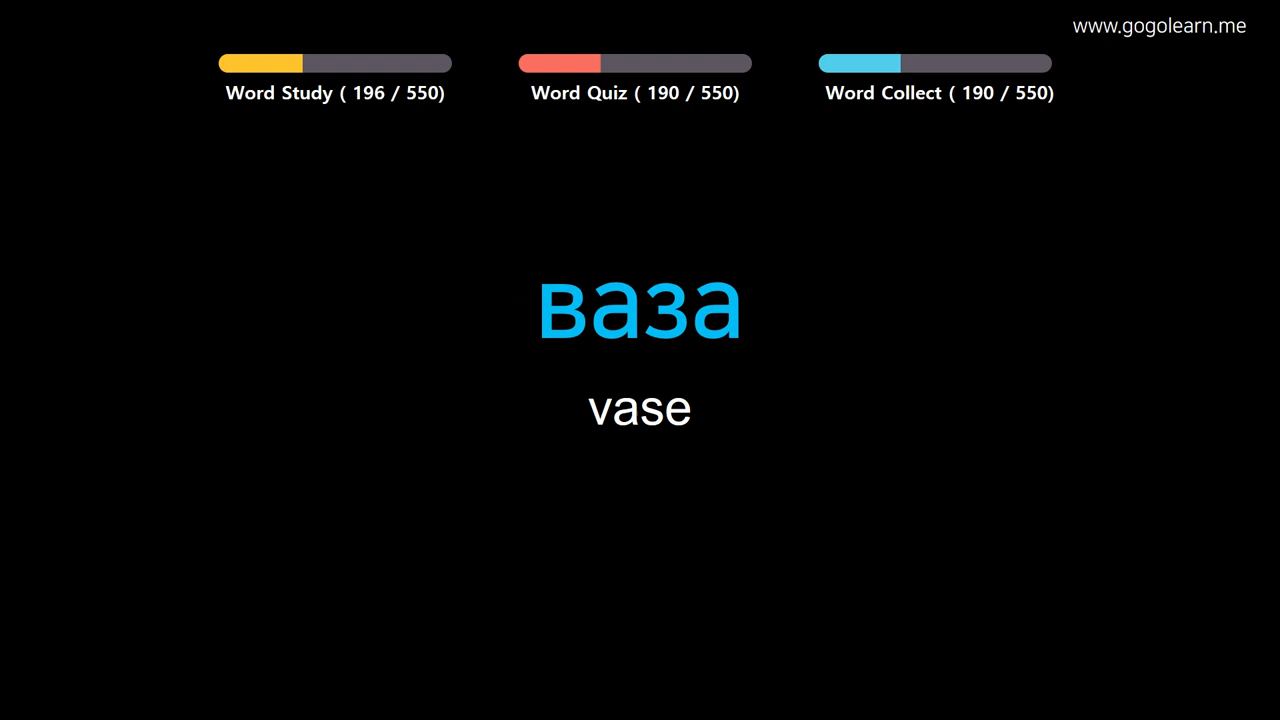 www.gogolearn.me
Word Study ( 196 / 550)
Word Quiz ( 190 / 550)
Word Collect ( 190 / 550)
ваза
vase